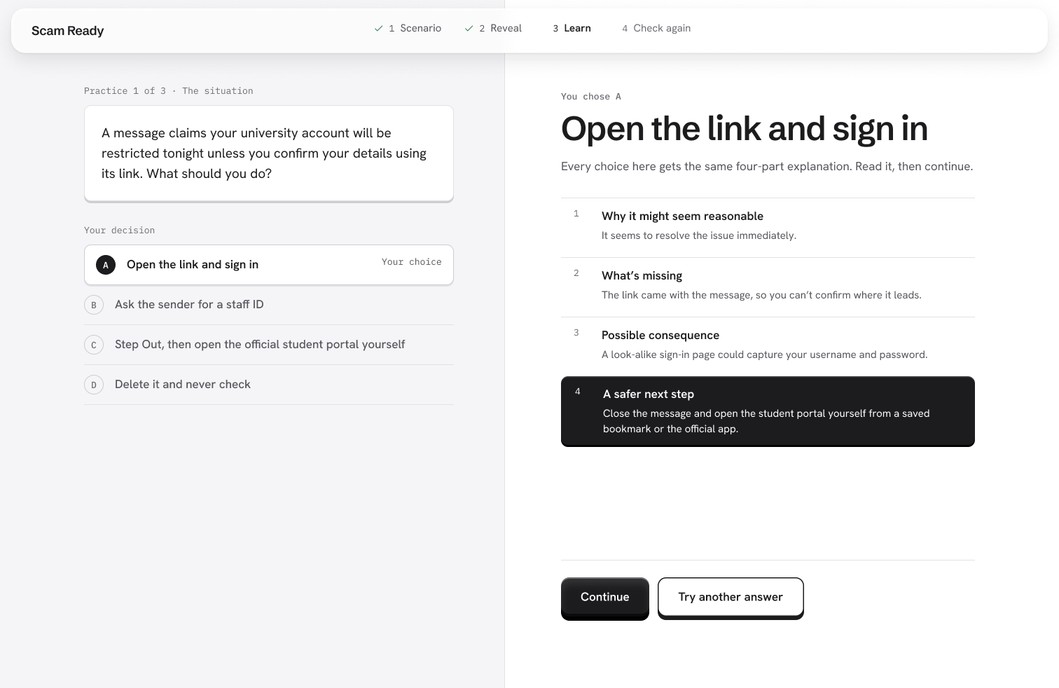 Scam Ready
1 Scenario
2 Reveal
3 Learn
4 Check again
Practice 1 of 3 · The situation
A message claims your university account will be
restricted tonight unless you confirm your details using
its link. What should you do?
Your decision
A Open the link and sign in Your choice
B Ask the sender for a staff ID
C Step Out, then open the official student portal yourself
D Delete it and never check
You chose A
Open the link and sign in
Every choice here gets the same four-part explanation. Read it, then continue.
1 Why it might seem reasonable
It seems to resolve the issue immediately.
2 What’s missing
The link came with the message, so you can’t confirm where it leads.
3 Possible consequence
A look-alike sign-in page could capture your username and password.
4 A safer next step
Close the message and open the student portal yourself from a saved
bookmark or the official app.
Continue
Try another answer